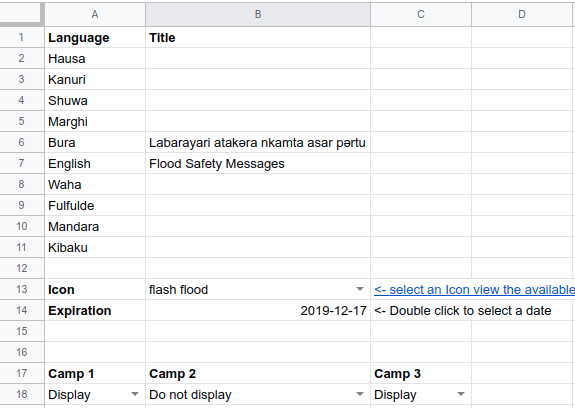 A B C D
1 Language Title
2 Hausa
3 Kanuri
4 Shuwa
5 Marghi
6 Bura Labarayari atakəra nkamta asar pərtu
7 English Flood Safety Messages
8 Waha
9 Fulfulde
10 Mandara
11 Kibaku
12
13 Icon flash flood <- select an Icon view the available
14 Expiration 2019-12-17 <- Double click to select a date
15
16
17 Camp 1 Camp 2 Camp 3
18 Display Do not display Display